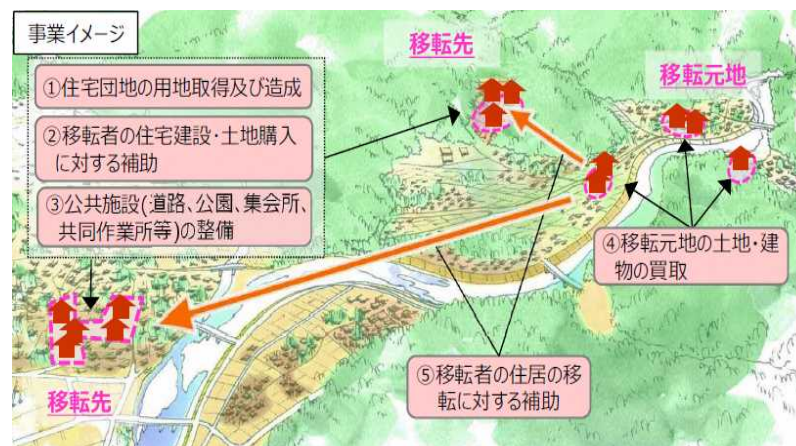 事業イメージ
移転先
移転元地
①住宅団地の用地取得及び造成
②移転者の住宅建設・土地購入
に対する補助
③公共施設(道路、公園、集会所、
共同作業所等)の整備
④移転元地の土地・建
物の買取
⑤移転者の住居の移
転に対する補助
移転先